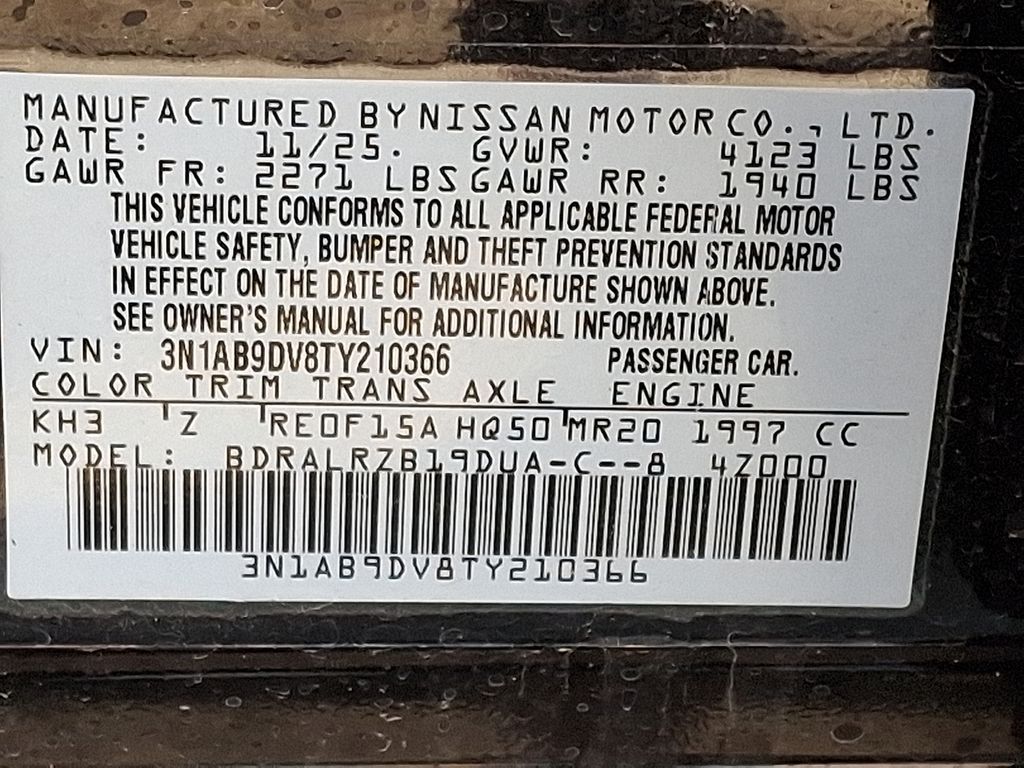 MANUFACTURED BY NISSAN MOTOR CO., LTD.
DATE: 11/25. GVWR: 4123 LBS
GAWR FR: 2271 LBS GAWR RR: 1940 LBS
THIS VEHICLE CONFORMS TO ALL APPLICABLE FEDERAL MOTOR
VEHICLE SAFETY, BUMPER AND THEFT PREVENTION STANDARDS
IN EFFECT ON THE DATE OF MANUFACTURE SHOWN ABOVE.
SEE OWNER'S MANUAL FOR ADDITIONAL INFORMATION.
VIN: 3N1AB9DV8TY210366 PASSENGER CAR.
COLOR TRIM TRANS AXLE ENGINE
KH3 Z RE0F15A HQ50 MR20 1997 CC
MODEL: BDRALRZB19DUA-C--8 4Z000
3N1AB9DV8TY210366